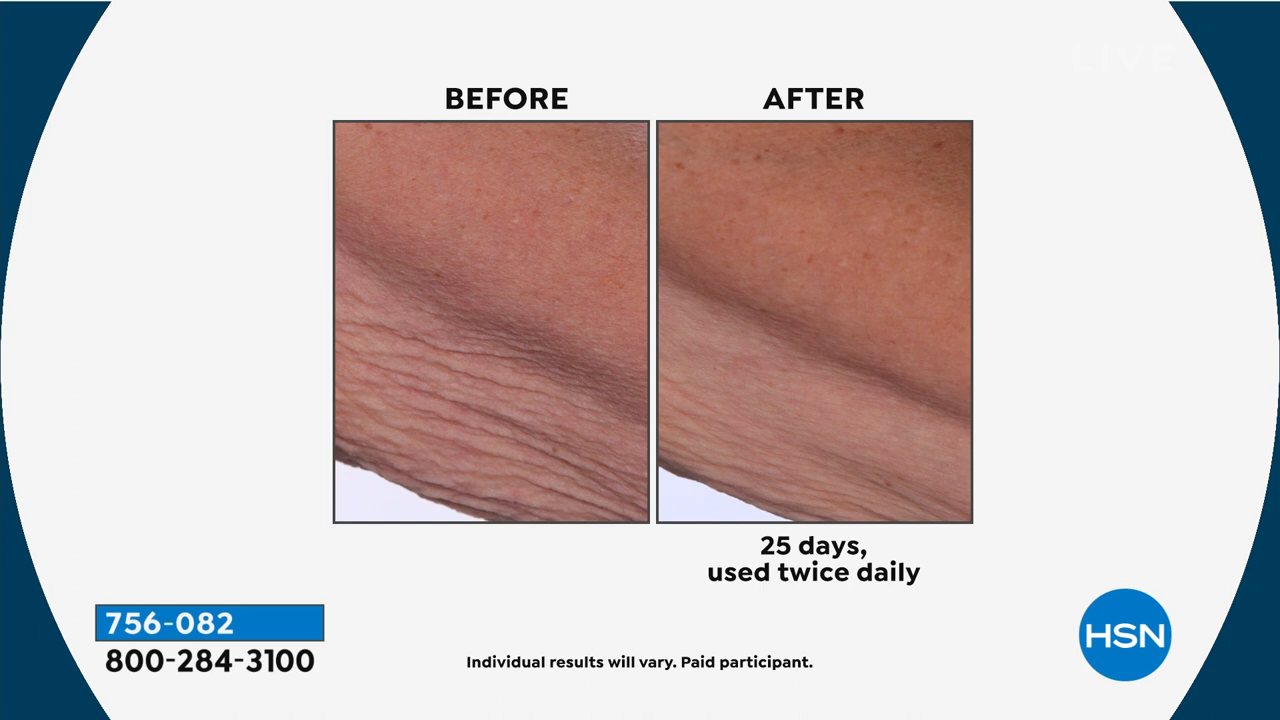 LIVE
BEFORE
AFTER
25 days,
used twice daily
756-082
800-284-3100
Individual results will vary. Paid participant.
HSN